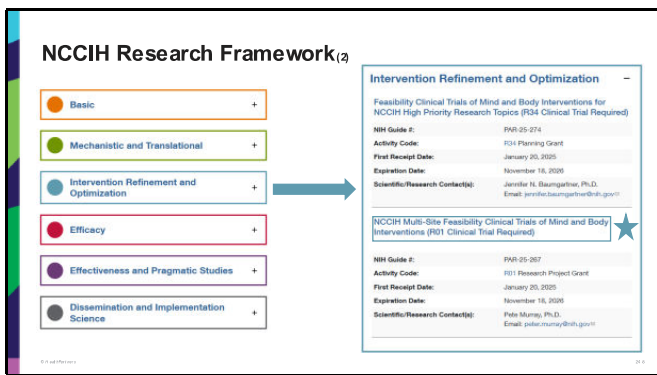 NCCIH Research Framework(2)
Basic +
Mechanistic and Translational +
Intervention Refinement and
Optimization +
Efficacy +
Effectiveness and Pragmatic Studies +
Dissemination and Implementation
Science +
Intervention Refinement and Optimization −
Feasibility Clinical Trials of Mind and Body Interventions for
NCCIH High Priority Research Topics (R34 Clinical Trial Required)
NIH Guide #: PAR-25-274
Activity Code: R34 Planning Grant
First Receipt Date: January 20, 2025
Expiration Date: November 18, 2026
Scientific/Research Contact(s): Jennifer N. Baumgartner, Ph.D.
Email: jennifer.baumgartner@nih.gov
NCCIH Multi-Site Feasibility Clinical Trials of Mind and Body
Interventions (R01 Clinical Trial Required)
NIH Guide #: PAR-25-267
Activity Code: R01 Research Project Grant
First Receipt Date: January 20, 2025
Expiration Date: November 18, 2026
Scientific/Research Contact(s): Pete Murray, Ph.D.
Email: peter.murray@nih.gov